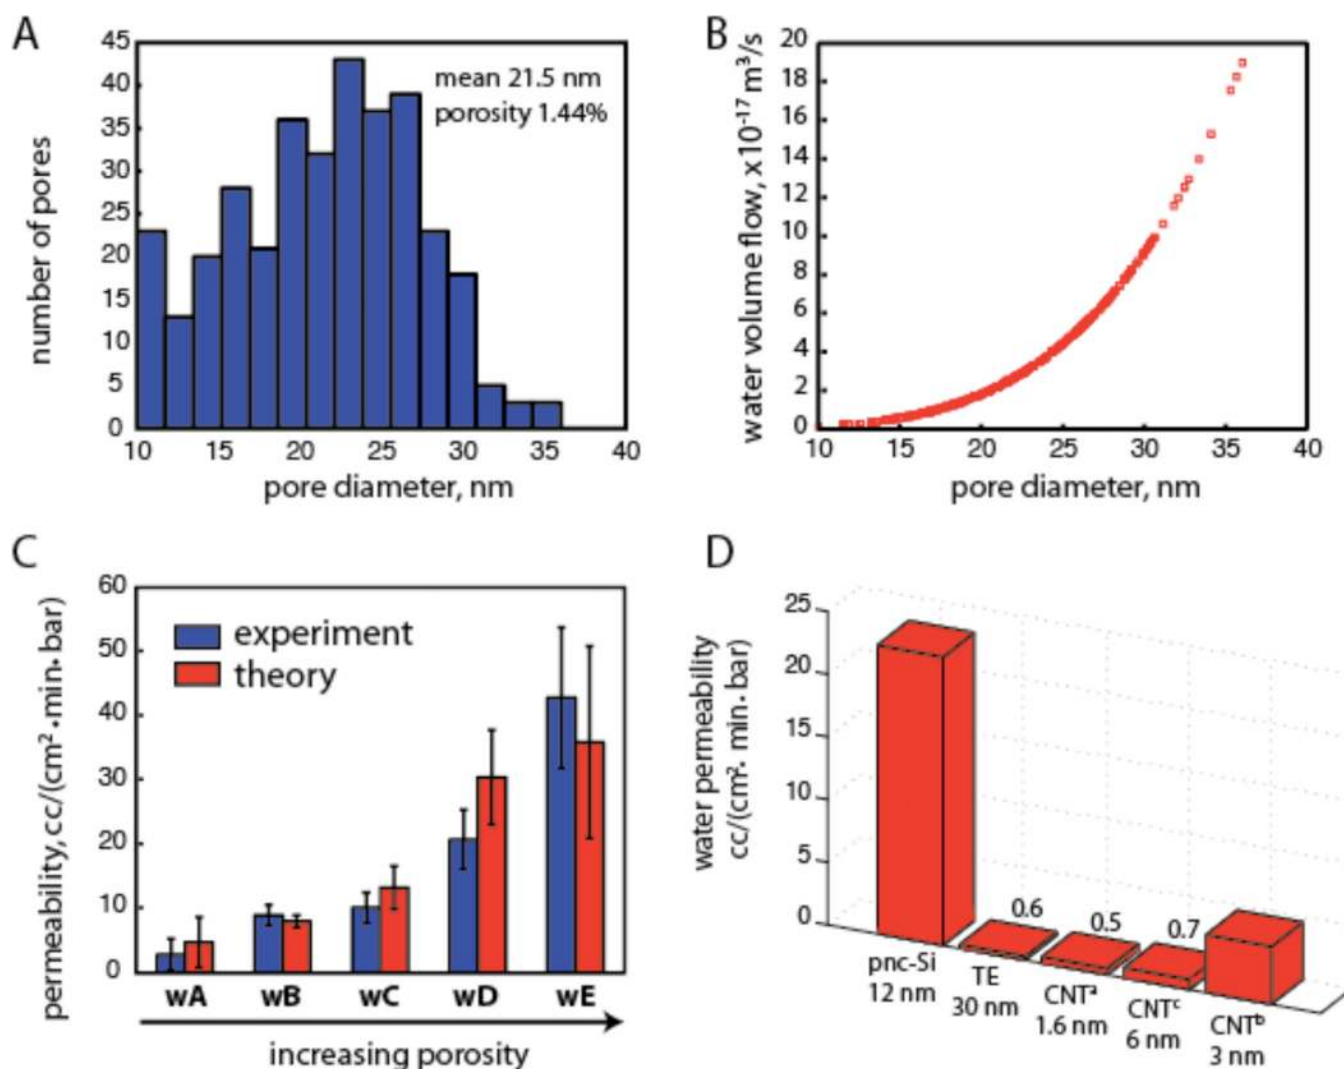 A
45
40
35
30
25
20
15
10
5
0
number of pores
mean 21.5 nm
porosity 1.44%
10 15 20 25 30 35 40
pore diameter, nm
B
20
18
16
14
12
10
8
6
4
2
0
water volume flow, x10⁻¹⁷ m³/s
10 15 20 25 30 35 40
pore diameter, nm
C
60
50
40
30
20
10
0
permeability, cc/(cm²•min•bar)
experiment
theory
wA wB wC wD wE
increasing porosity
D
25
20
15
10
5
0
water permeability
cc/(cm²• min• bar)
0.6
0.5
0.7
pnc-Si
12 nm
TE
30 nm
CNTᵃ
1.6 nm
CNTᶜ
6 nm
CNTᵇ
3 nm